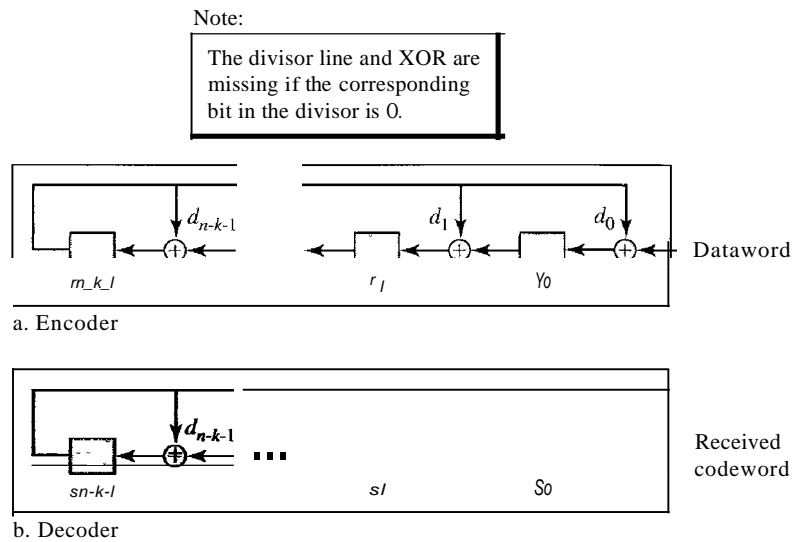 Note:
The divisor line and XOR are
missing if the corresponding
bit in the divisor is 0.
d_{n-k-1}
d_1
d_0
Dataword
rn_k_l
r_l
Yo
a. Encoder
d_{n-k-1}
Received
codeword
sn-k-l
sl
So
b. Decoder